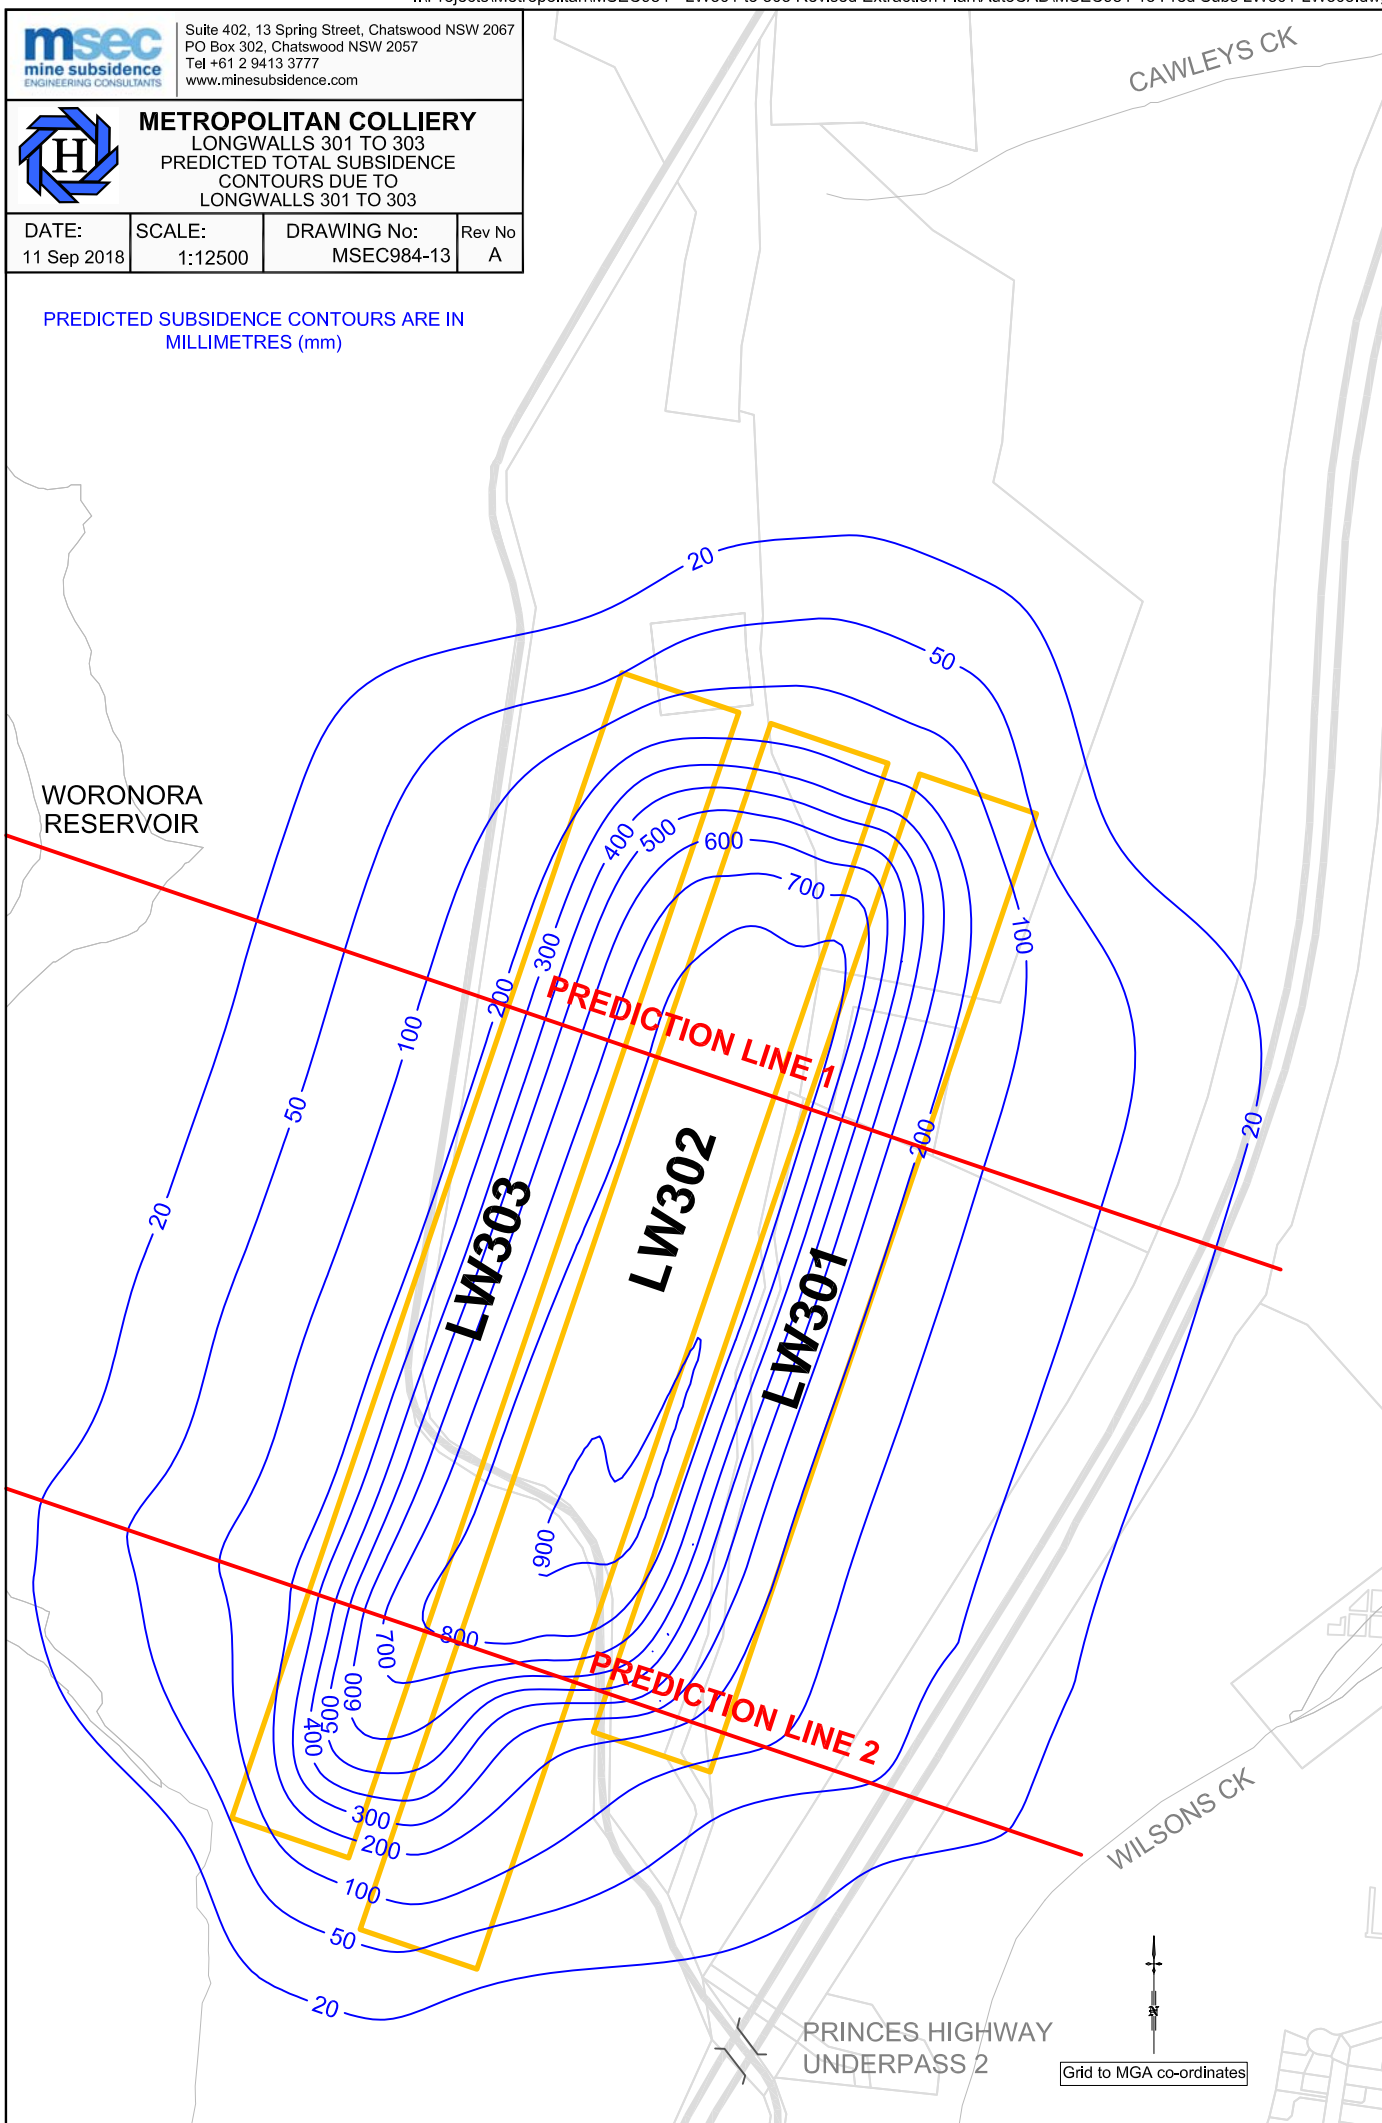 msec
mine subsidence
ENGINEERING CONSULTANTS
Suite 402, 13 Spring Street, Chatswood NSW 2067
PO Box 302, Chatswood NSW 2057
Tel +61 2 9413 3777
www.minesubsidence.com
H
METROPOLITAN COLLIERY
LONGWALLS 301 TO 303
PREDICTED TOTAL SUBSIDENCE
CONTOURS DUE TO
LONGWALLS 301 TO 303
DATE:
11 Sep 2018
SCALE:
1:12500
DRAWING No:
MSEC984-13
Rev No
A
PREDICTED SUBSIDENCE CONTOURS ARE IN
MILLIMETRES (mm)
CAWLEYS CK
20
50
WORONORA
RESERVOIR
400
500
600
700
300
200
100
100
PREDICTION LINE 1
50
20
200
20
LW303
LW302
LW301
900
800
700
600
500
400
PREDICTION LINE 2
300
200
100
50
20
WILSONS CK
PRINCES HIGHWAY
UNDERPASS 2
N
Grid to MGA co-ordinates